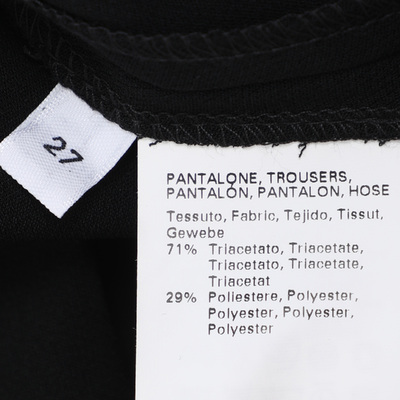 27
PANTALONE, TROUSERS,
PANTALÓN, PANTALON, HOSE
Tessuto, Fabric, Tejido, Tissut,
Gewebe
71% Triacetato, Triacetate,
Triacetato, Triacetate,
Triacetat
29% Poliestere, Polyester,
Polyester, Polyester,
Polyester